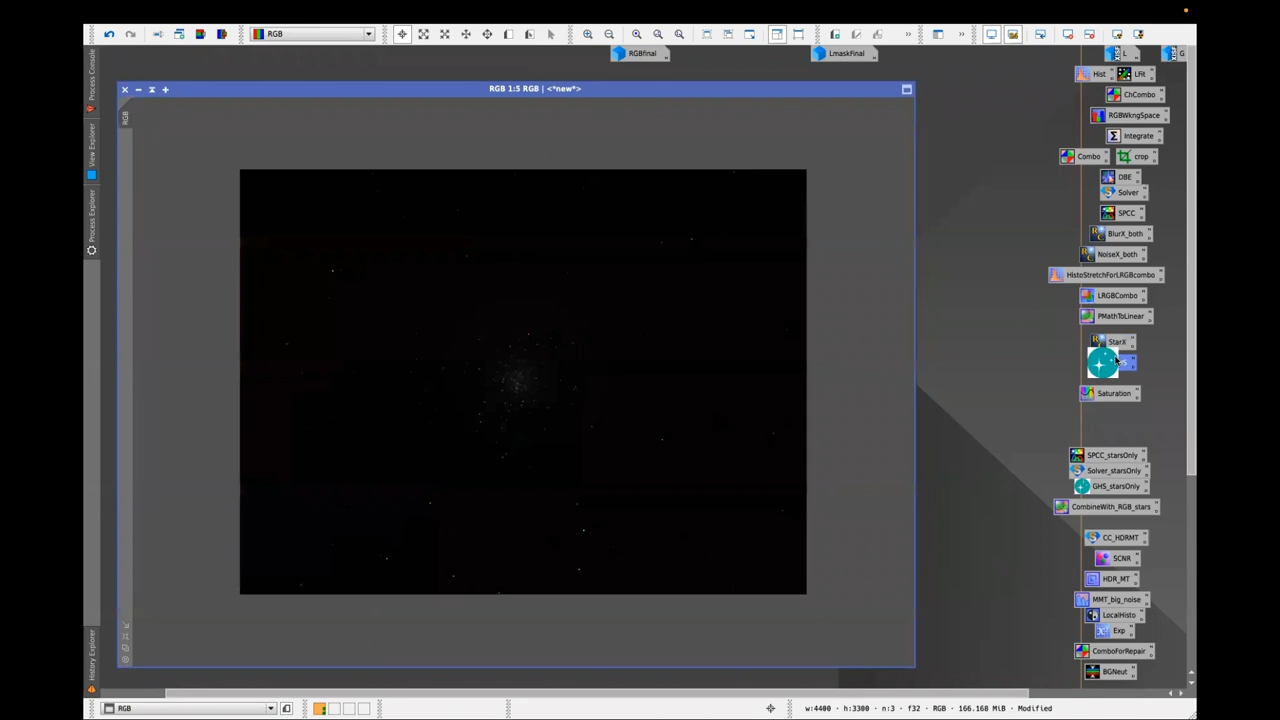 RGB
RGBfinal
LmaskFinal
L
G
Hist
LFit
RGB 1:5 RGB | <*new*>
ChCombo
RGBWkngSpace
Integrate
Combo
crop
DBE
Solver
SPCC
BlurX_both
NoiseX_both
HistoStretchForLRGBcombo
LRGBCombo
PMathToLinear
StarX
Saturation
SPCC_starsOnly
Solver_starsOnly
GHS_starsOnly
CombineWith_RGB_stars
CC_HDRMT
SCNR
HDR_MT
MMT_big_noise
LocalHisto
Exp
ComboForRepair
BGNeut
Process Console
View Explorer
Process Explorer
History Explorer
RGB
RGB
w:4400 · h:3300 · n:3 · f32 · RGB · 166.168 MiB · Modified